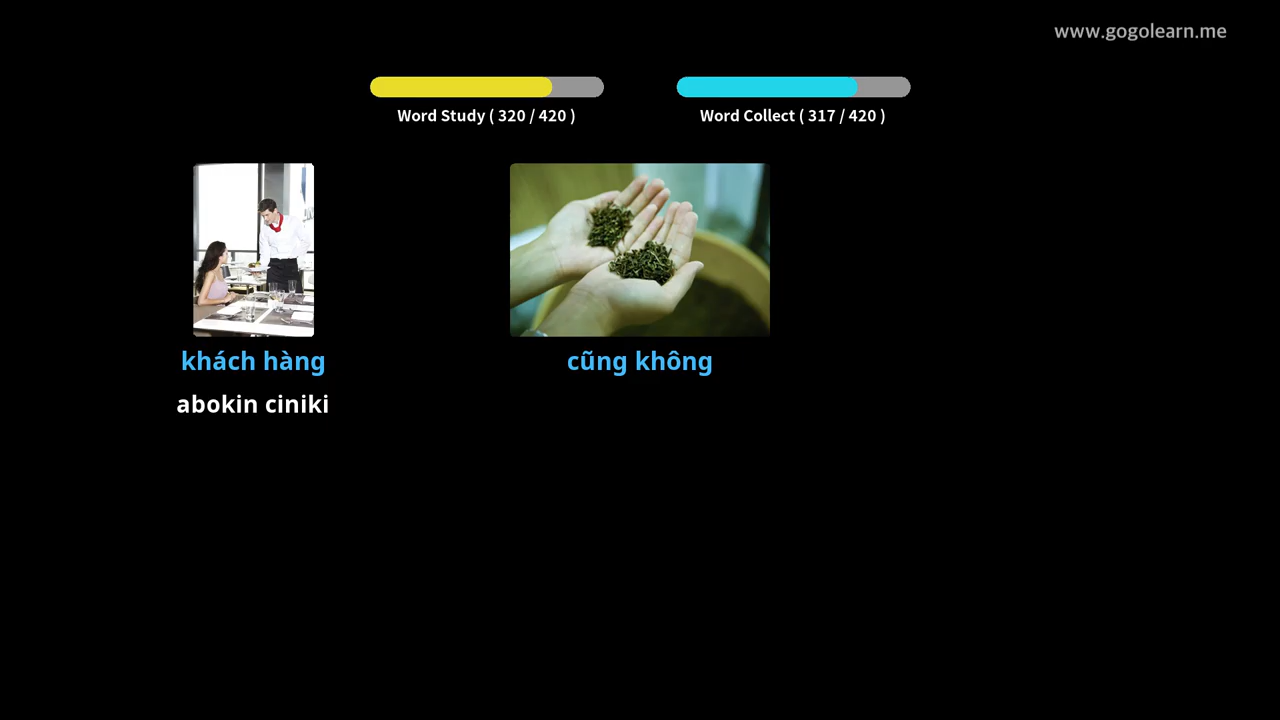 www.gogolearn.me
Word Study ( 320 / 420 )
Word Collect ( 317 / 420 )
khách hàng
cũng không
abokin ciniki